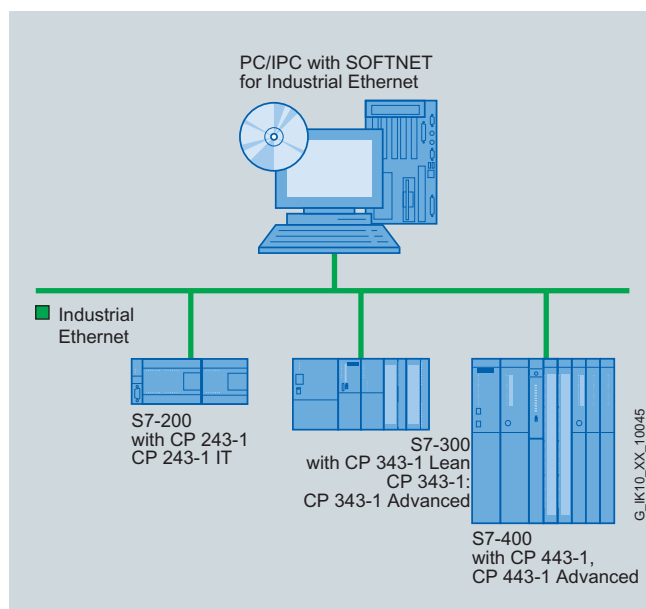 PC/IPC with SOFTNET
for Industrial Ethernet
Industrial
Ethernet
S7-200
with CP 243-1
CP 243-1 IT
S7-300
with CP 343-1 Lean
CP 343-1:
CP 343-1 Advanced
S7-400
with CP 443-1,
CP 443-1 Advanced
G_IK10_XX_10045